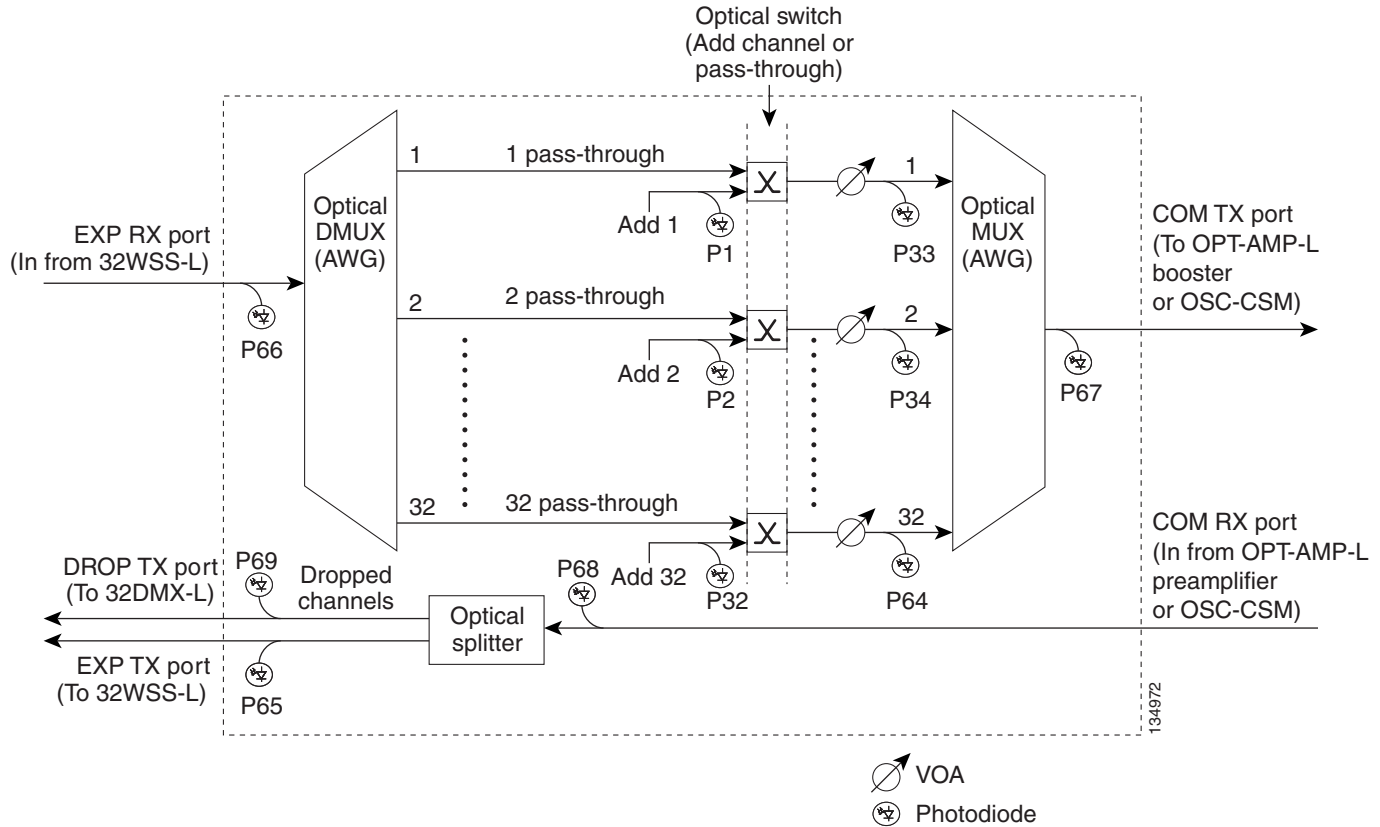 Optical switch
(Add channel or
pass-through)
1
1 pass-through
Optical
DMUX
(AWG)
Add 1
P1
1
P33
Optical
MUX
(AWG)
COM TX port
(To OPT-AMP-L
booster
or OSC-CSM)
EXP RX port
(In from 32WSS-L)
P66
2
2 pass-through
Add 2
P2
2
P34
P67
32
32 pass-through
Add 32
P32
32
P64
COM RX port
(In from OPT-AMP-L
preamplifier
or OSC-CSM)
DROP TX port
(To 32DMX-L)
P69
Dropped
channels
P68
Optical
splitter
EXP TX port
(To 32WSS-L)
P65
134972
VOA
Photodiode